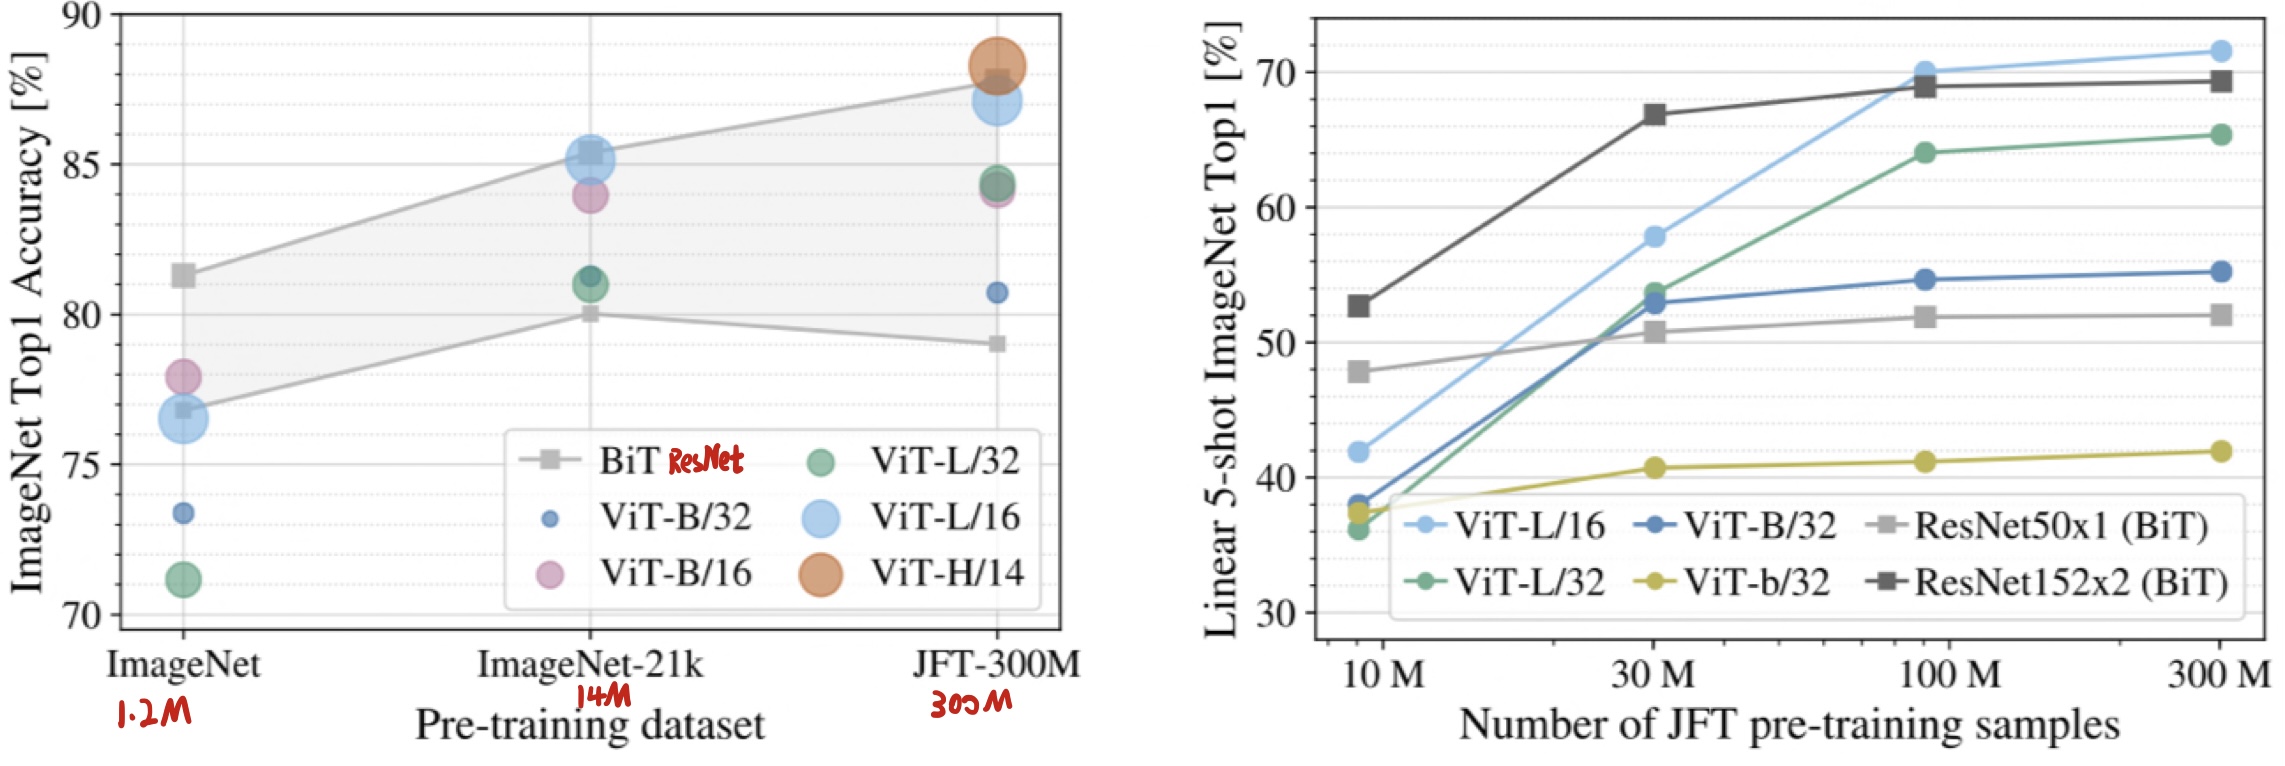 ImageNet Top1 Accuracy [%]
90
85
80
75
70
BiT ResNet
ViT-B/32
ViT-B/16
ViT-L/32
ViT-L/16
ViT-H/14
ImageNet
ImageNet-21k
JFT-300M
1.2M
14M
300M
Pre-training dataset
Linear 5-shot ImageNet Top1 [%]
70
60
50
40
30
ViT-L/16
ViT-B/32
ResNet50x1 (BiT)
ViT-L/32
ViT-b/32
ResNet152x2 (BiT)
10 M
30 M
100 M
300 M
Number of JFT pre-training samples